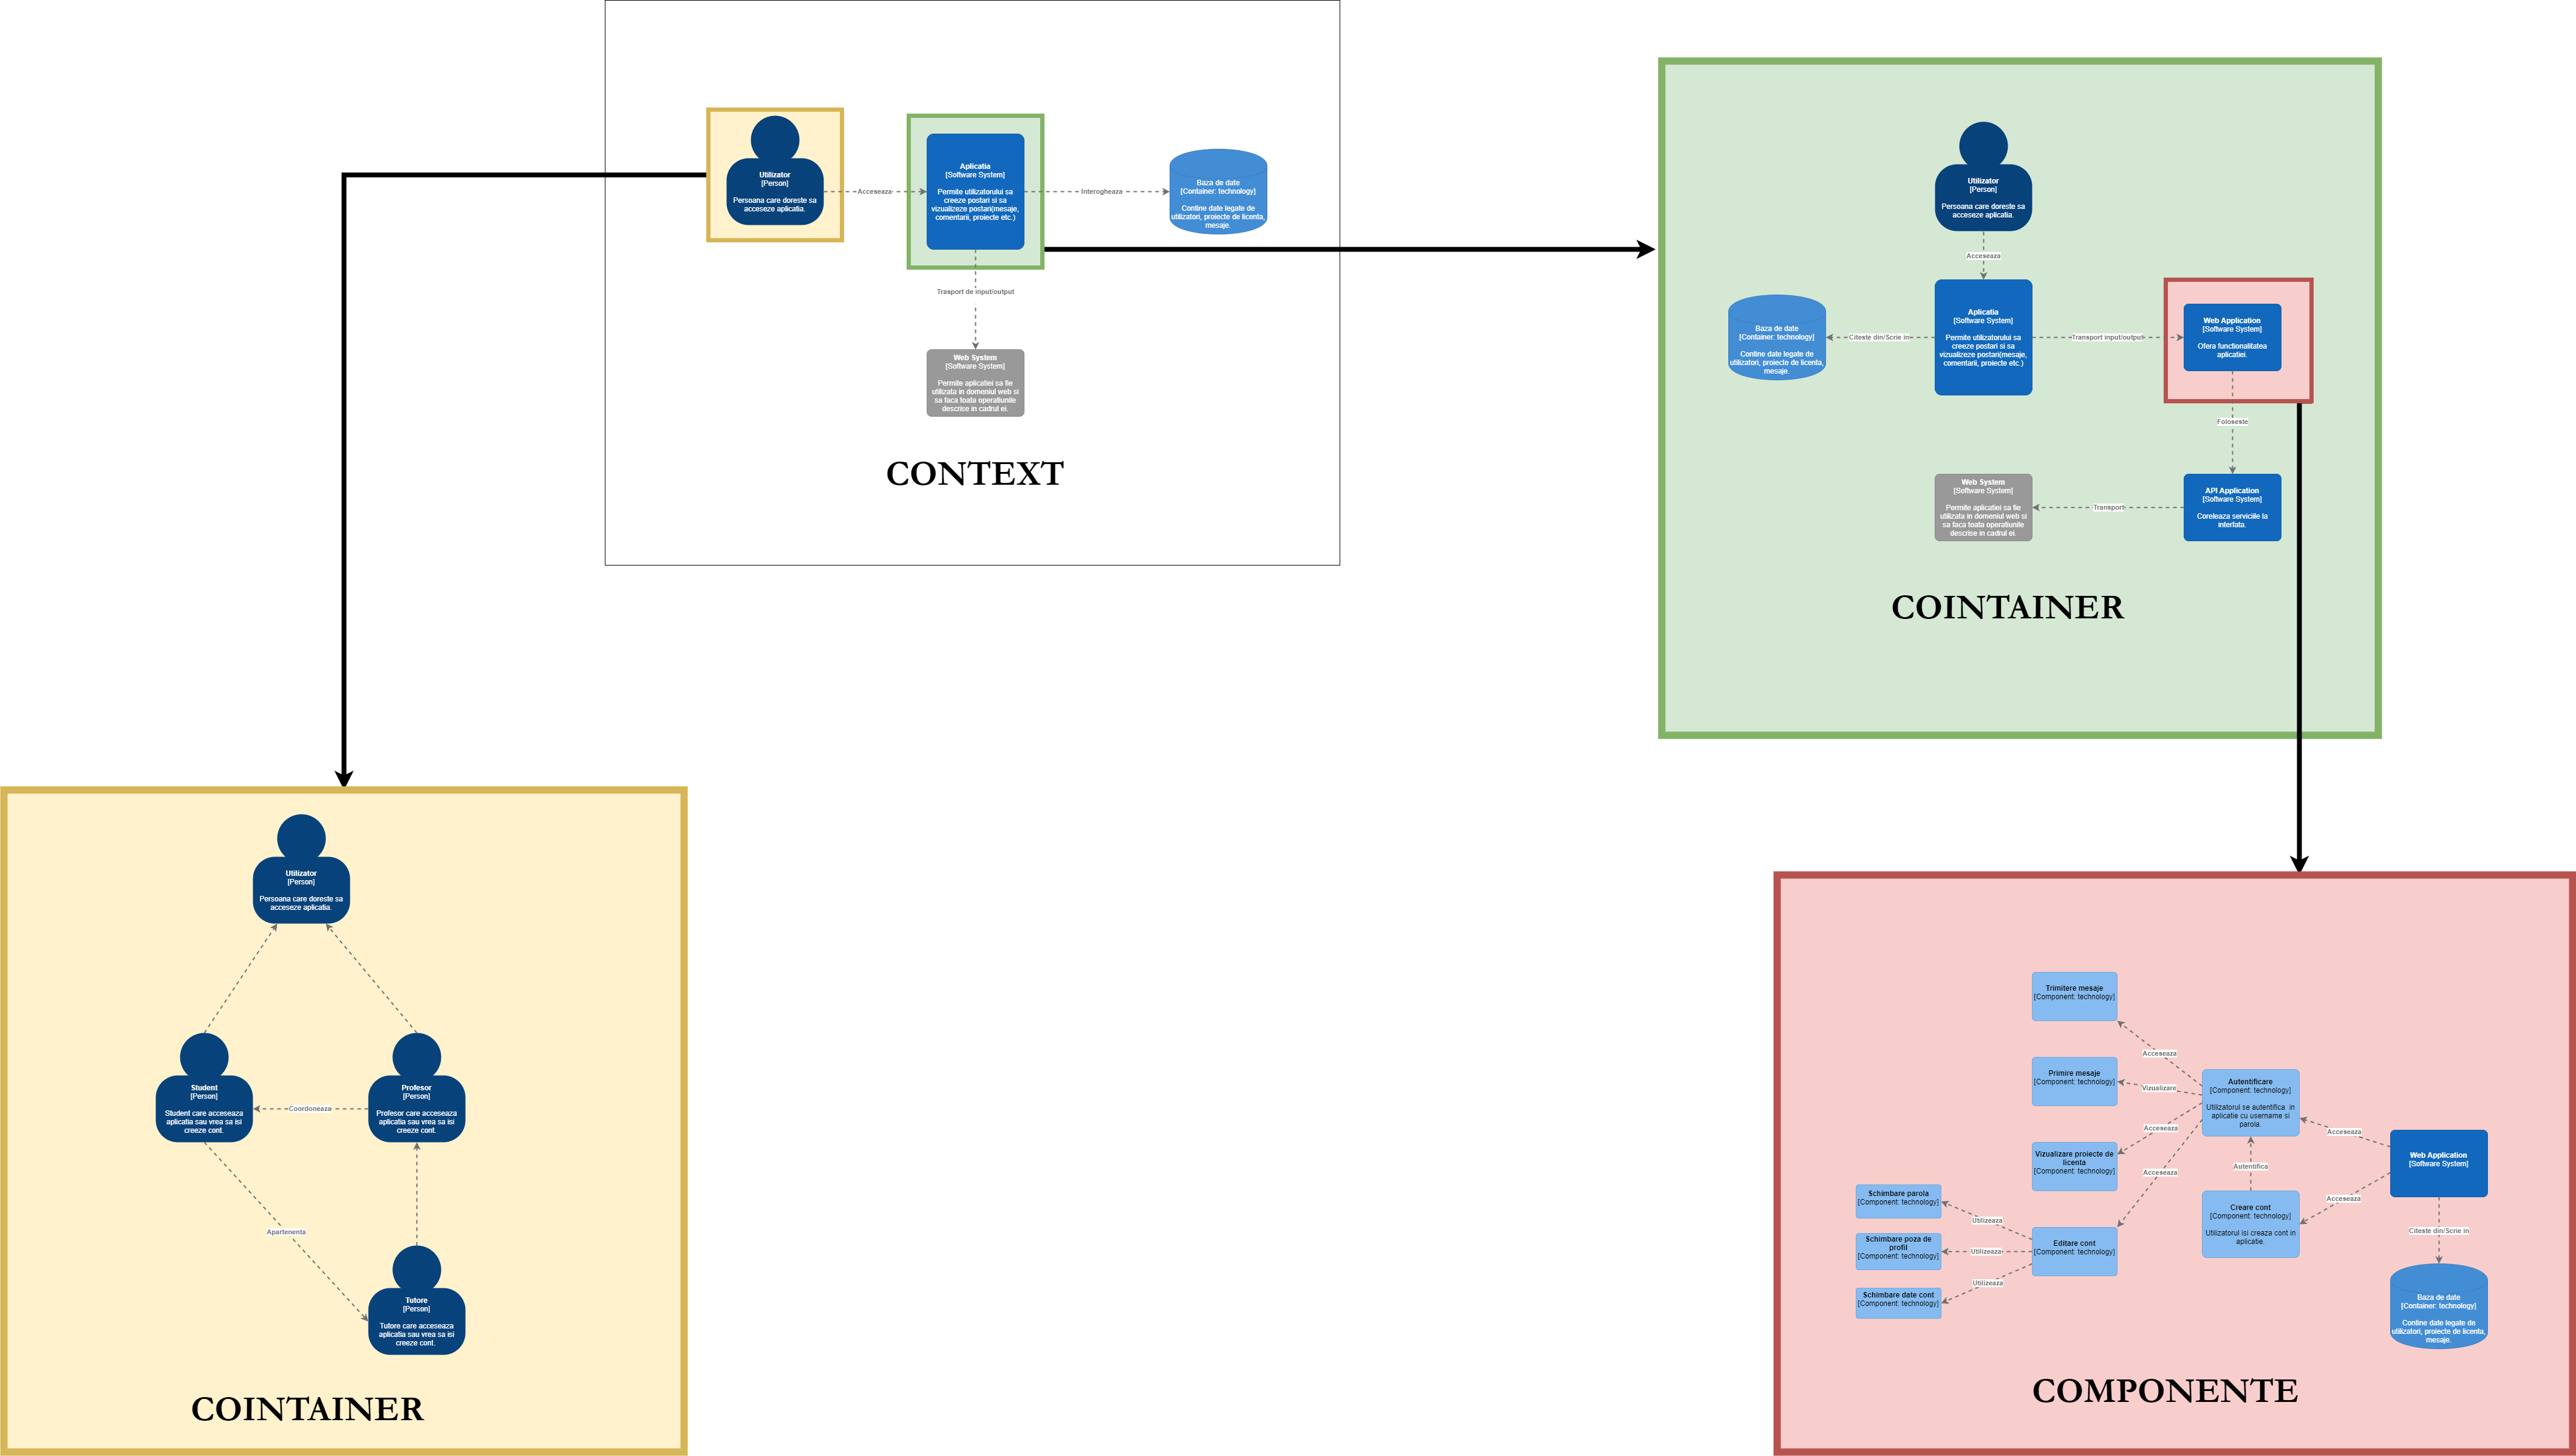 Utilizator
[Person]
Persoana care doreste sa
acceseze aplicatia.
Acceseaza
Aplicatia
[Software System]
Permite utilizatorului sa
creeze postari si sa
vizualizeze postari(mesaje,
comentarii, proiecte etc.)
Interogheaza
Baza de date
[Container: technology]
Contine date legate de
utilizatori, proiecte de licenta,
mesaje.
Trasport de input/output
Web System
[Software System]
Permite aplicatiei sa fie
utilizata in domeniul web si
sa faca toata operatiunile
descrise in cadrul ei.
CONTEXT
Utilizator
[Person]
Persoana care doreste sa
acceseze aplicatia.
Acceseaza
Baza de date
[Container: technology]
Contine date legate de
utilizatori, proiecte de licenta,
mesaje.
Citeste din/Scrie in
Aplicatia
[Software System]
Permite utilizatorului sa
creeze postari si sa
vizualizeze postari(mesaje,
comentarii, proiecte etc.)
Transport input/output
Web Application
[Software System]
Ofera functionalitatea
aplicatiei.
Foloseste
Web System
[Software System]
Permite aplicatiei sa fie
utilizata in domeniul web si
sa faca toata operatiunile
descrise in cadrul ei.
Transport
API Application
[Software System]
Coreleaza serviciile la
interfata.
COINTAINER
Utilizator
[Person]
Persoana care doreste sa
acceseze aplicatia.
Student
[Person]
Student care acceseaza
aplicatia sau vrea sa isi
creeze cont.
Coordoneaza
Profesor
[Person]
Profesor care acceseaza
aplicatia sau vrea sa isi
creeze cont.
Apartenenta
Tutore
[Person]
Tutore care acceseaza
aplicatia sau vrea sa isi
creeze cont.
COINTAINER
Trimitere mesaje
[Component: technology]
Acceseaza
Primire mesaje
[Component: technology]
Vizualizare
Autentificare
[Component: technology]
Utilizatorul se autentifica in
aplicatie cu username si
parola.
Acceseaza
Acceseaza
Vizualizare proiecte de
licenta
[Component: technology]
Acceseaza
Autentifica
Web Application
[Software System]
Schimbare parola
[Component: technology]
Utilizeaza
Creare cont
[Component: technology]
Utilizatorul isi creaza cont in
aplicatie.
Acceseaza
Schimbare poza de
profil
[Component: technology]
Utilizeaza
Editare cont
[Component: technology]
Citeste din/Scrie in
Schimbare date cont
[Component: technology]
Utilizeaza
Baza de date
[Container: technology]
Contine date legate de
utilizatori, proiecte de licenta,
mesaje.
COMPONENTE